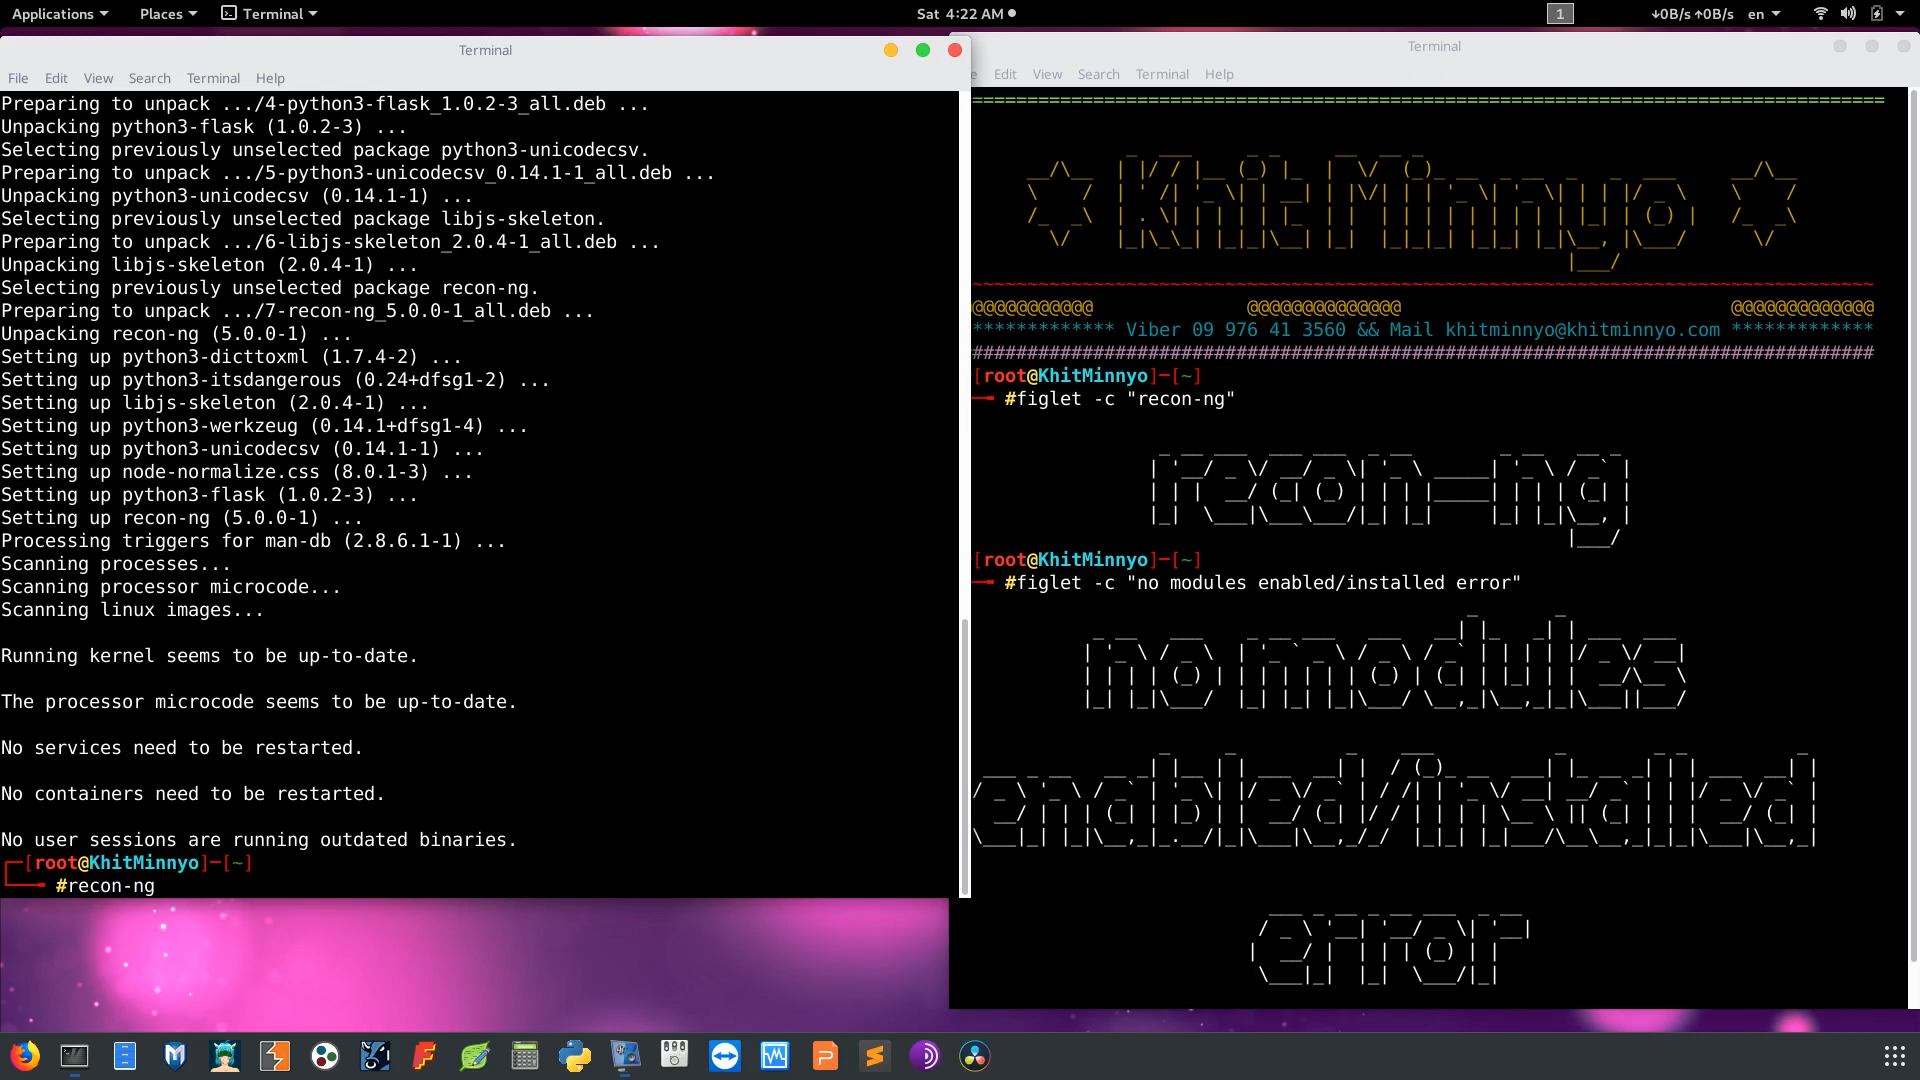 Applications
Places
Terminal
Sat 4:22 AM
1
↓0B/s ↑0B/s
en
Terminal
File Edit View Search Terminal Help
Preparing to unpack .../4-python3-flask_1.0.2-3_all.deb ...
Unpacking python3-flask (1.0.2-3) ...
Selecting previously unselected package python3-unicodecsv.
Preparing to unpack .../5-python3-unicodecsv_0.14.1-1_all.deb ...
Unpacking python3-unicodecsv (0.14.1-1) ...
Selecting previously unselected package libjs-skeleton.
Preparing to unpack .../6-libjs-skeleton_2.0.4-1_all.deb ...
Unpacking libjs-skeleton (2.0.4-1) ...
Selecting previously unselected package recon-ng.
Preparing to unpack .../7-recon-ng_5.0.0-1_all.deb ...
Unpacking recon-ng (5.0.0-1) ...
Setting up python3-dicttoxml (1.7.4-2) ...
Setting up python3-itsdangerous (0.24+dfsg1-2) ...
Setting up libjs-skeleton (2.0.4-1) ...
Setting up python3-werkzeug (0.14.1+dfsg1-4) ...
Setting up python3-unicodecsv (0.14.1-1) ...
Setting up node-normalize.css (8.0.1-3) ...
Setting up python3-flask (1.0.2-3) ...
Setting up recon-ng (5.0.0-1) ...
Processing triggers for man-db (2.8.6.1-1) ...
Scanning processes...
Scanning processor microcode...
Scanning linux images...
Running kernel seems to be up-to-date.
The processor microcode seems to be up-to-date.
No services need to be restarted.
No containers need to be restarted.
No user sessions are running outdated binaries.
[root@KhitMinnyo]-[~]
#recon-ng
Terminal
e Edit View Search Terminal Help
Khit Minnyo
@@@@@@@@@@@ @@@@@@@@@@@@@@ @@@@@@@@@@@@@
************* Viber 09 976 41 3560 && Mail khitminnyo@khitminnyo.com *************
[root@KhitMinnyo]-[~]
#figlet -c "recon-ng"
recon-ng
[root@KhitMinnyo]-[~]
#figlet -c "no modules enabled/installed error"
no modules
enabled/installed
error